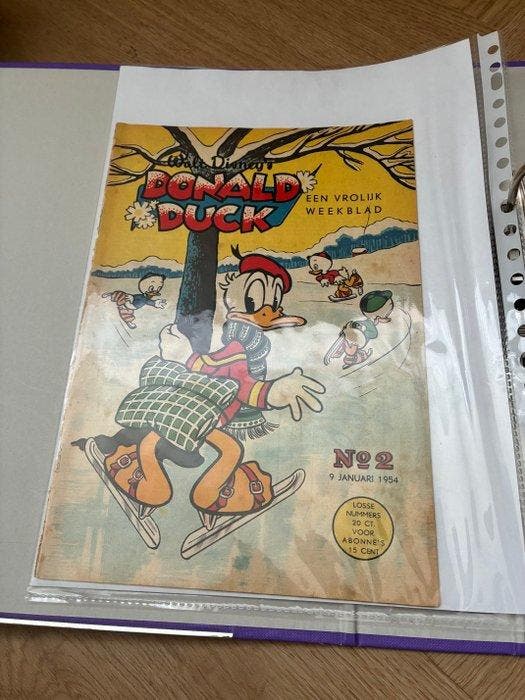 Walt Disney's
DONALD
DUCK
EEN VROLIJK
WEEKBLAD
No 2
9 JANUARI 1954
LOSSE
NUMMERS
20 CT.
VOOR
ABONNE'S
15 CENT